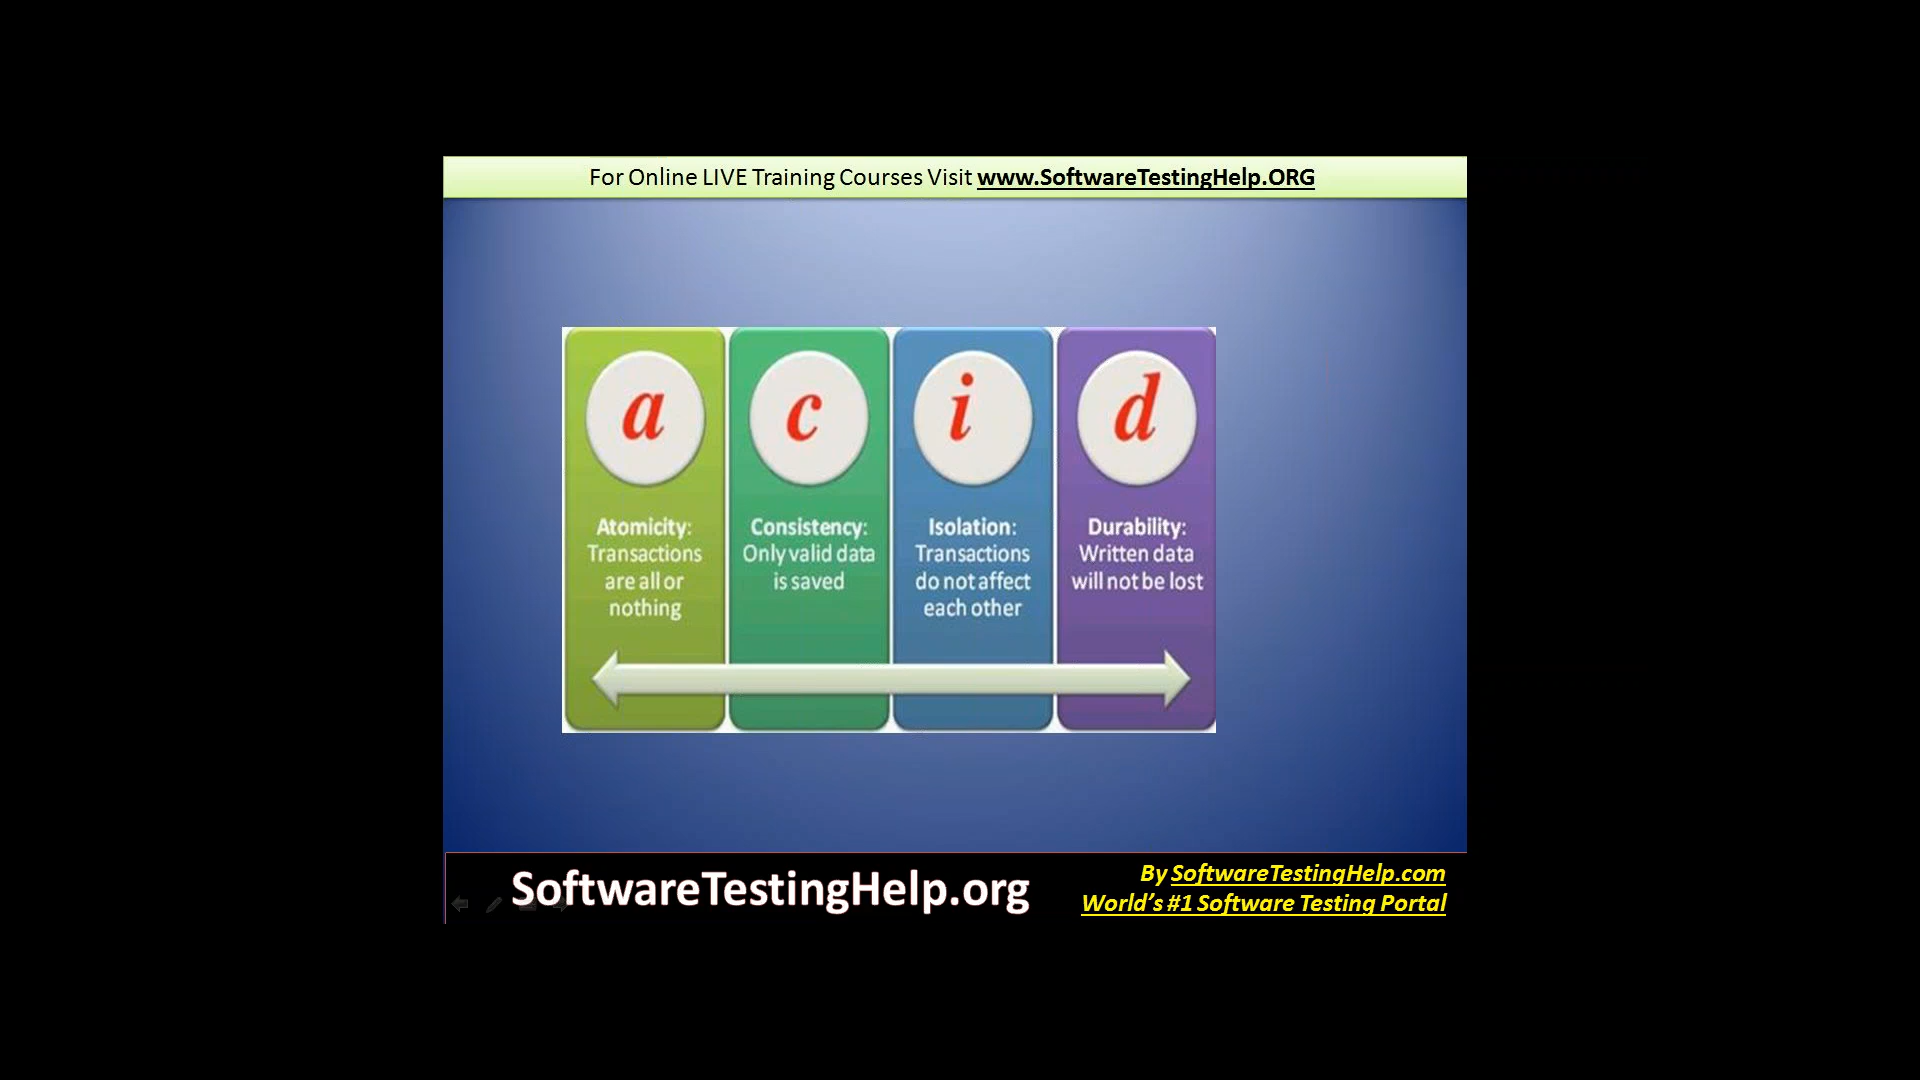 For Online LIVE Training Courses Visit www.SoftwareTestingHelp.ORG
a
c
i
d
Atomicity:
Transactions
are all or
nothing
Consistency:
Only valid data
is saved
Isolation:
Transactions
do not affect
each other
Durability:
Written data
will not be lost
SoftwareTestingHelp.org
By SoftwareTestingHelp.com
World's #1 Software Testing Portal